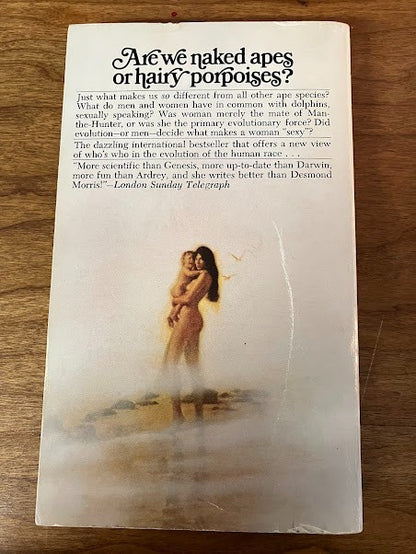 Are we naked apes
or hairy porpoises?
Just what makes us so different from all other ape species?
What do men and women have in common with dolphins,
sexually speaking? Was woman merely the mate of Man-
the-Hunter, or was she the primary evolutionary force? Did
evolution—or men—decide what makes a woman "sexy"?
The dazzling international bestseller that offers a new view
of who's who in the evolution of the human race . . .
"More scientific than Genesis, more up-to-date than Darwin,
more fun than Ardrey, and she writes better than Desmond
Morris!"—London Sunday Telegraph